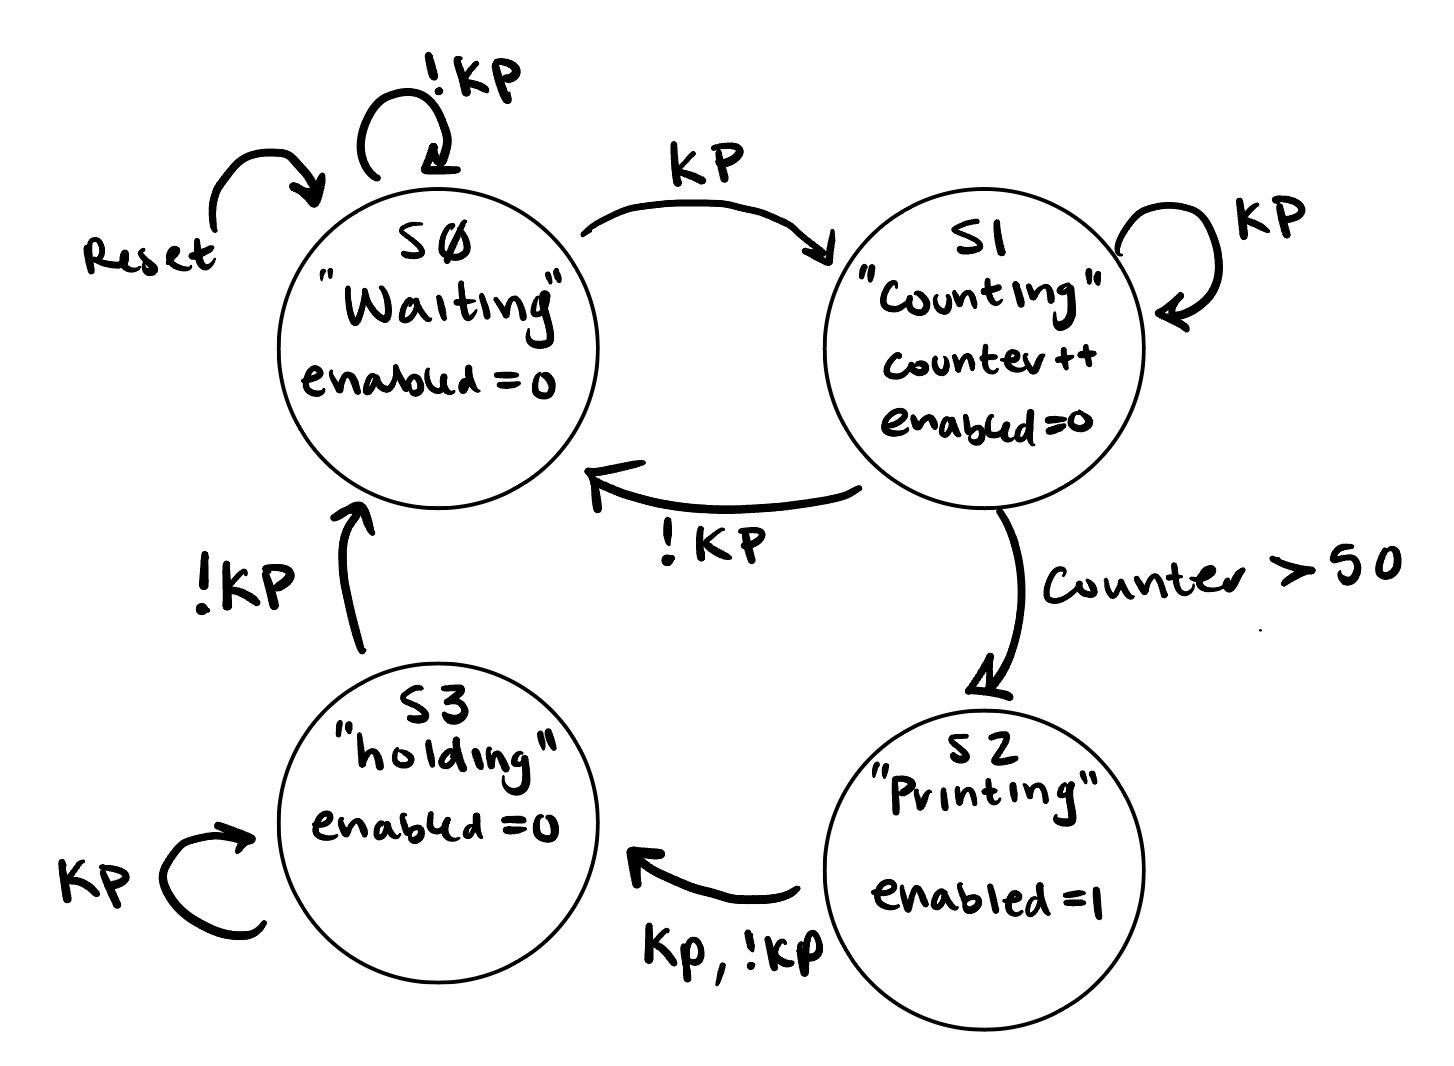 !KP
KP
Reset
SØ
"Waiting"
enabled = 0
S1
"Counting"
counter++
enabled=0
KP
!KP
!KP
Counter > 50
S3
"holding"
enabled =0
KP
S2
"Printing"
enabled =1
Kp, !KP